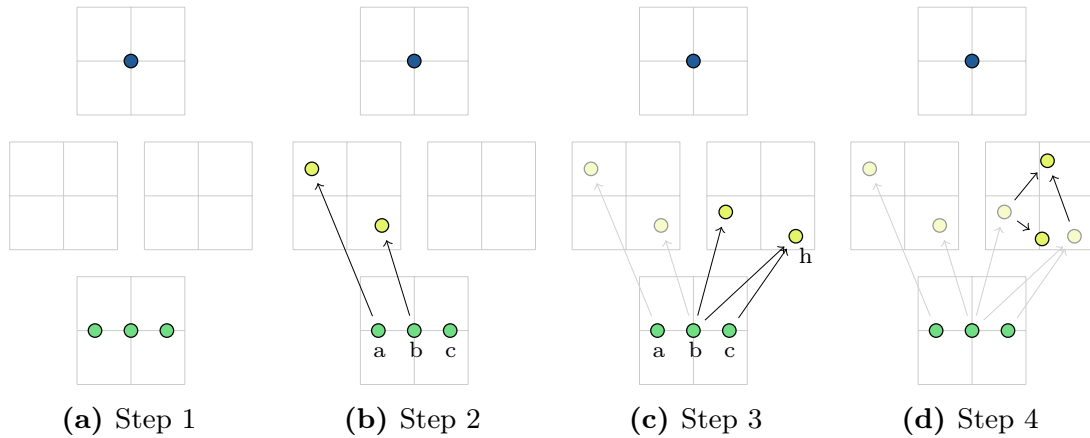 h
a b c
a b c
(a) Step 1
(b) Step 2
(c) Step 3
(d) Step 4